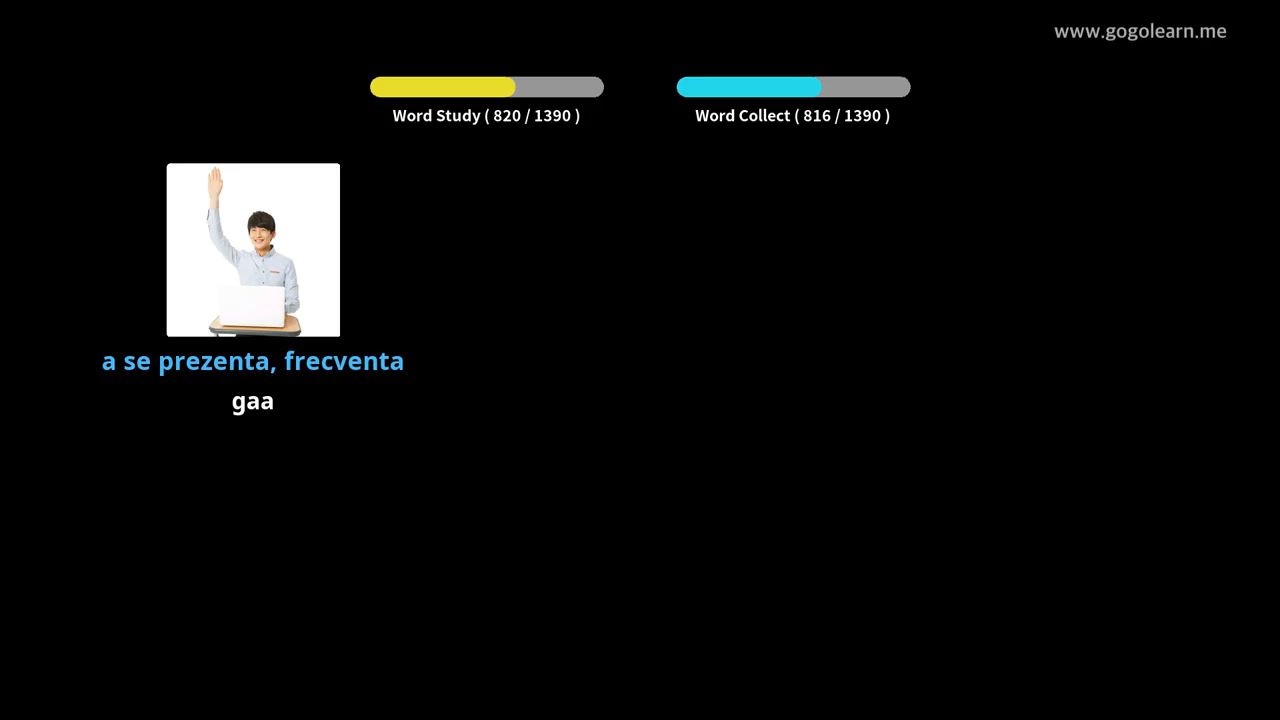 www.gogolearn.me
Word Study ( 820 / 1390 )
Word Collect ( 816 / 1390 )
a se prezenta, frecventa
gaa